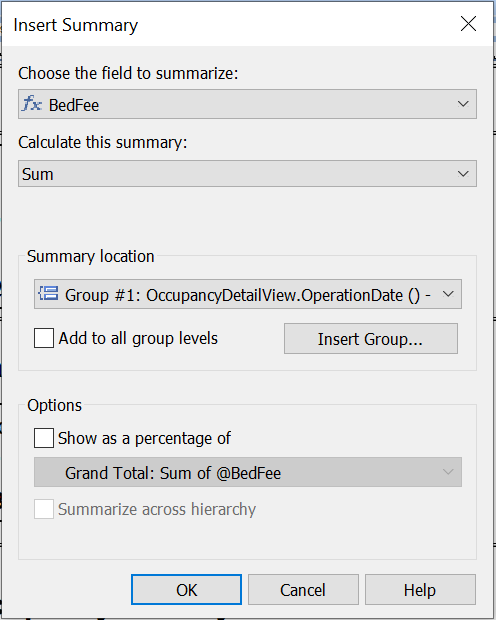 Insert Summary
Choose the field to summarize:
fx BedFee
Calculate this summary:
Sum
Summary location
Group #1: OccupancyDetailView.OperationDate () -
Add to all group levels
Insert Group...
Options
Show as a percentage of
Grand Total: Sum of @BedFee
Summarize across hierarchy
OK
Cancel
Help